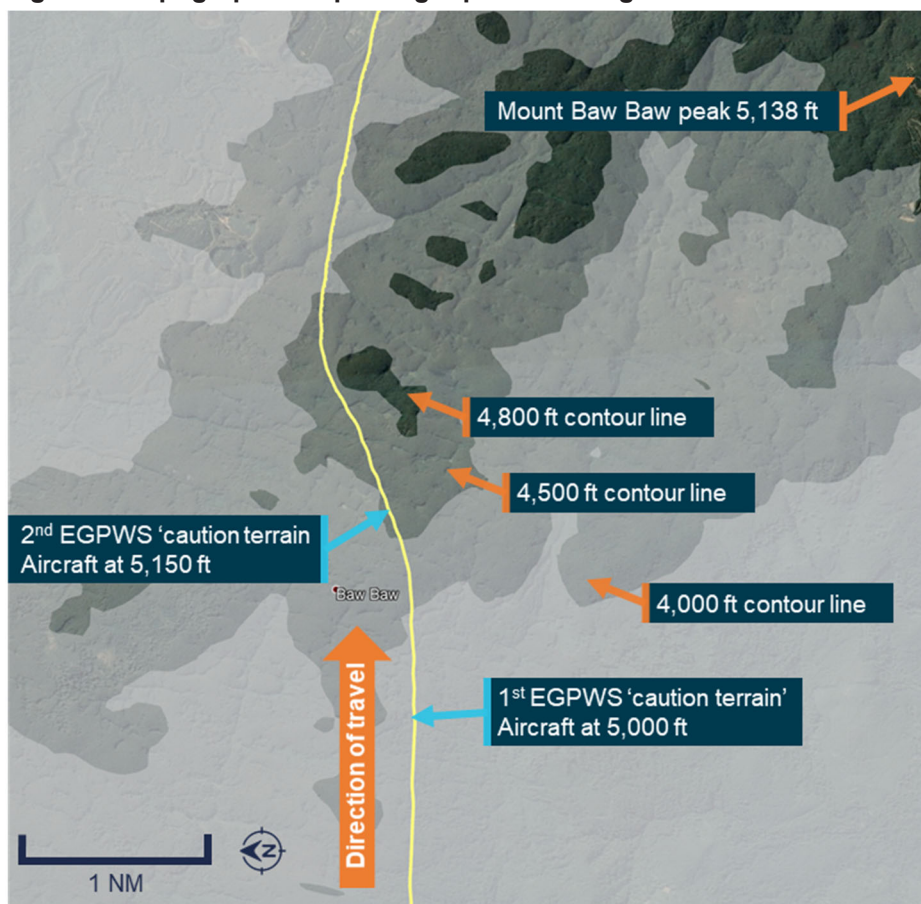 Mount Baw Baw peak 5,138 ft
4,800 ft contour line
4,500 ft contour line
2nd EGPWS ‘caution terrain
Aircraft at 5,150 ft
Baw Baw
4,000 ft contour line
Direction of travel
1st EGPWS ‘caution terrain’
Aircraft at 5,000 ft
N
1 NM